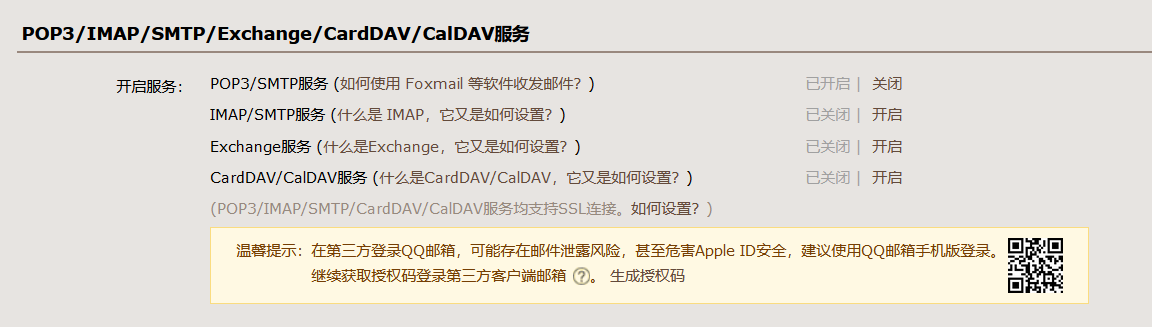 POP3/IMAP/SMTP/Exchange/CardDAV/CalDAV服务
开启服务： POP3/SMTP服务 (如何使用 Foxmail 等软件收发邮件？) 已开启 | 关闭
IMAP/SMTP服务 (什么是 IMAP，它又是如何设置？) 已关闭 | 开启
Exchange服务 (什么是Exchange，它又是如何设置？) 已关闭 | 开启
CardDAV/CalDAV服务 (什么是CardDAV/CalDAV，它又是如何设置？) 已关闭 | 开启
(POP3/IMAP/SMTP/CardDAV/CalDAV服务均支持SSL连接。如何设置？)
温馨提示：在第三方登录QQ邮箱，可能存在邮件泄露风险，甚至危害Apple ID安全，建议使用QQ邮箱手机版登录。
继续获取授权码登录第三方客户端邮箱 ?。 生成授权码